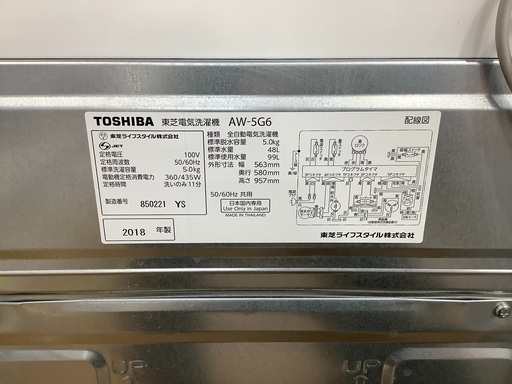 TOSHIBA 東芝電気洗濯機 AW-5G6
東芝ライフスタイル株式会社
JET
定格電圧 100V
定格周波数 50/60Hz
標準洗濯容量 5.0kg
電動機定格消費電力 360/435W
定格時間 洗いのみ 11分
製造番号 850221 YS
2018 年製
種類 全自動電気洗濯機
標準脱水容量 5.0kg
標準水量 48L
標準使用水量 99L
外形寸法 幅 563mm
奥行 580mm
高さ 957mm
50/60Hz 共用
日本国内専用
Use Only in Japan
MADE IN THAILAND
配線図
プログラムタイマ
東芝ライフスタイル株式会社
UP
UP